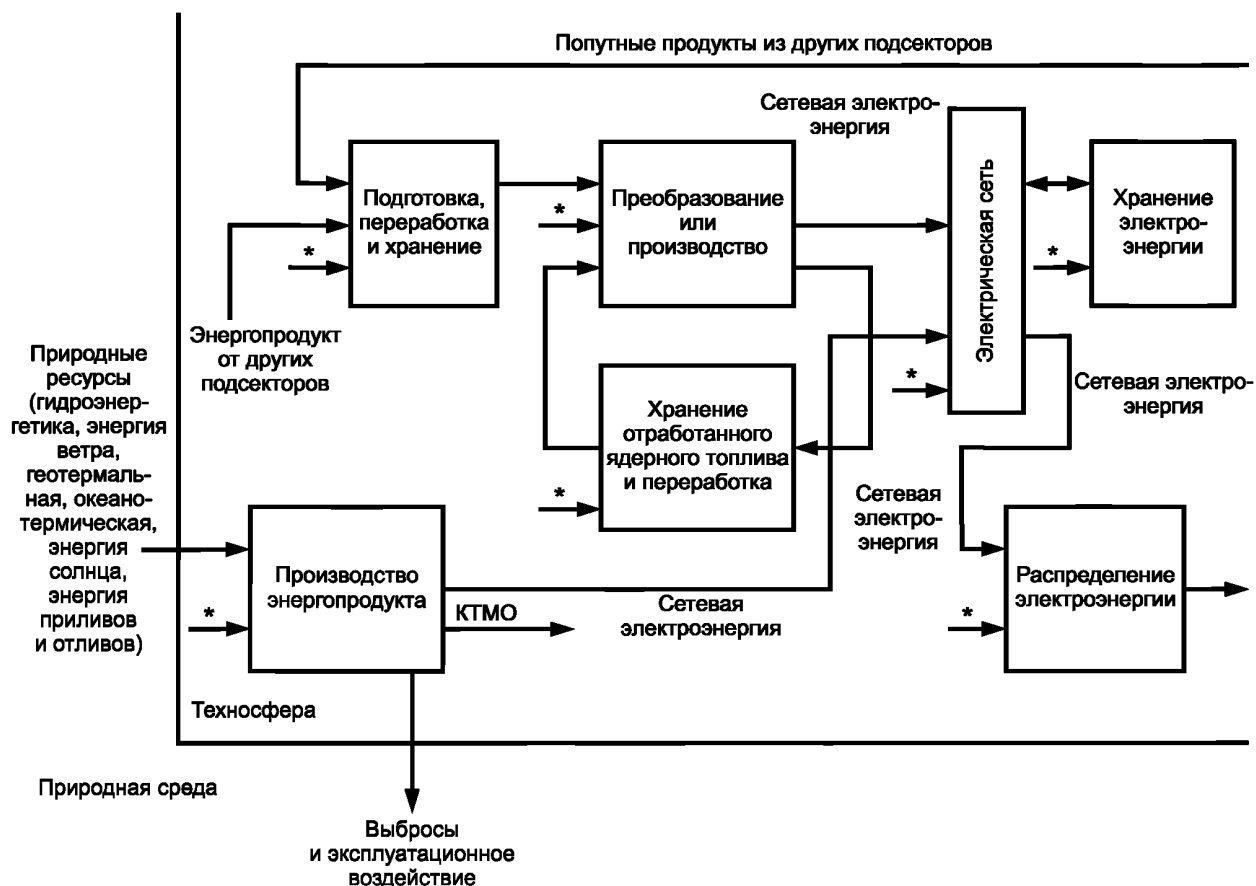 Попутные продукты из других подсекторов
Сетевая электро-
энергия
Подготовка,
переработка
и хранение
*
Преобразование
или
производство
*
Электрическая сеть
*
Хранение
электро-
энергии
*
Энергопродукт
от других
подсекторов
Природные
ресурсы
(гидроэнер-
гетика, энергия
ветра,
геотермаль-
ная, океано-
термическая,
энергия
солнца,
энергия
приливов
и отливов)
Хранение
отработанного
ядерного топлива
и переработка
*
Сетевая электро-
энергия
Сетевая
электро-
энергия
Производство
энергопродукта
*
КТМО
Сетевая
электроэнергия
Распределение
электроэнергии
*
Техносфера
Природная среда
Выбросы
и эксплуатационное
воздействие